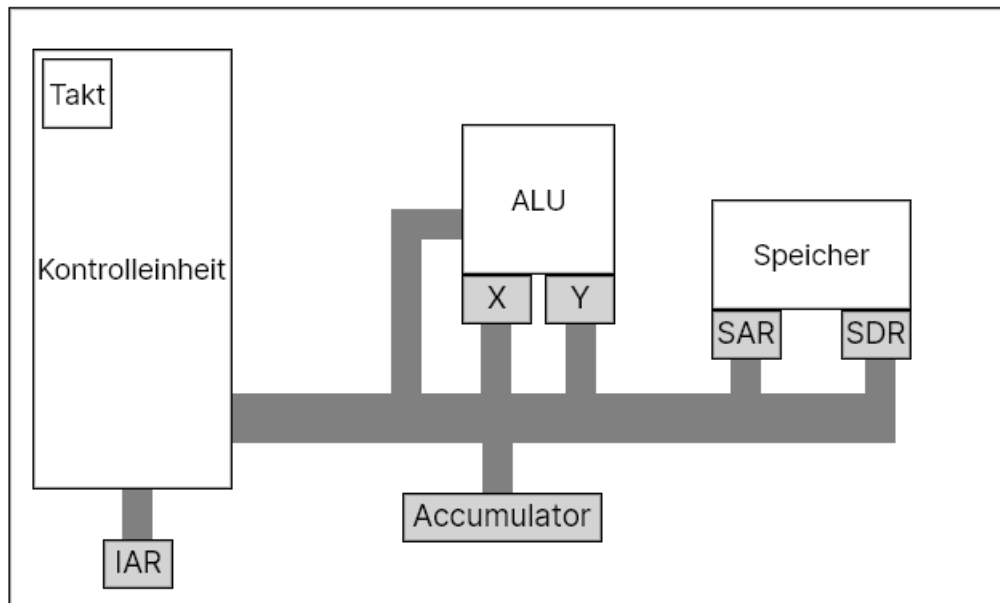 Takt
Kontrolleinheit
IAR
ALU
X
Y
Accumulator
Speicher
SAR
SDR